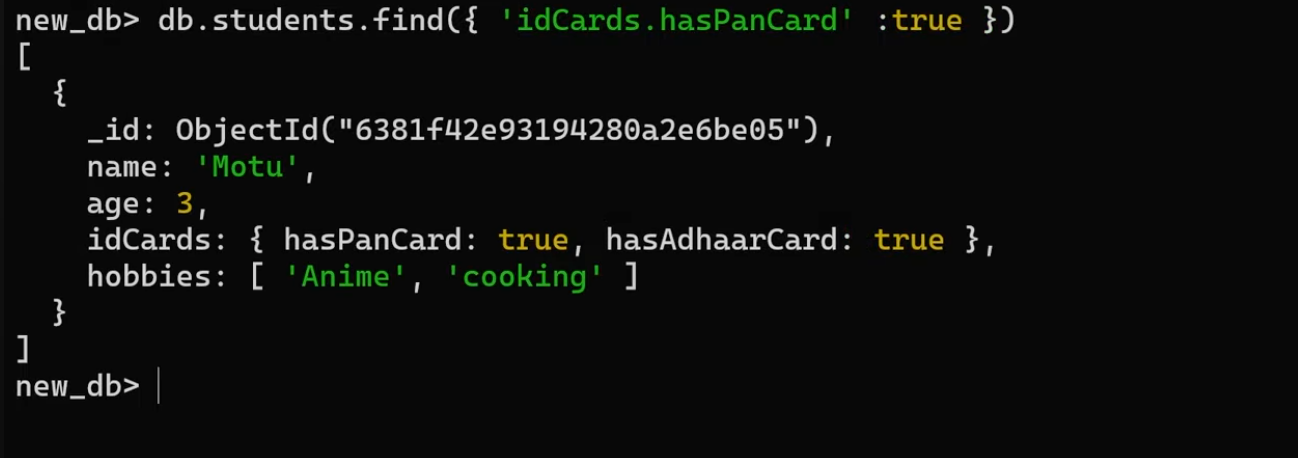 new_db> db.students.find({ 'idCards.hasPanCard' :true })
[
  {
    _id: ObjectId("6381f42e93194280a2e6be05"),
    name: 'Motu',
    age: 3,
    idCards: { hasPanCard: true, hasAdhaarCard: true },
    hobbies: [ 'Anime', 'cooking' ]
  }
]
new_db>